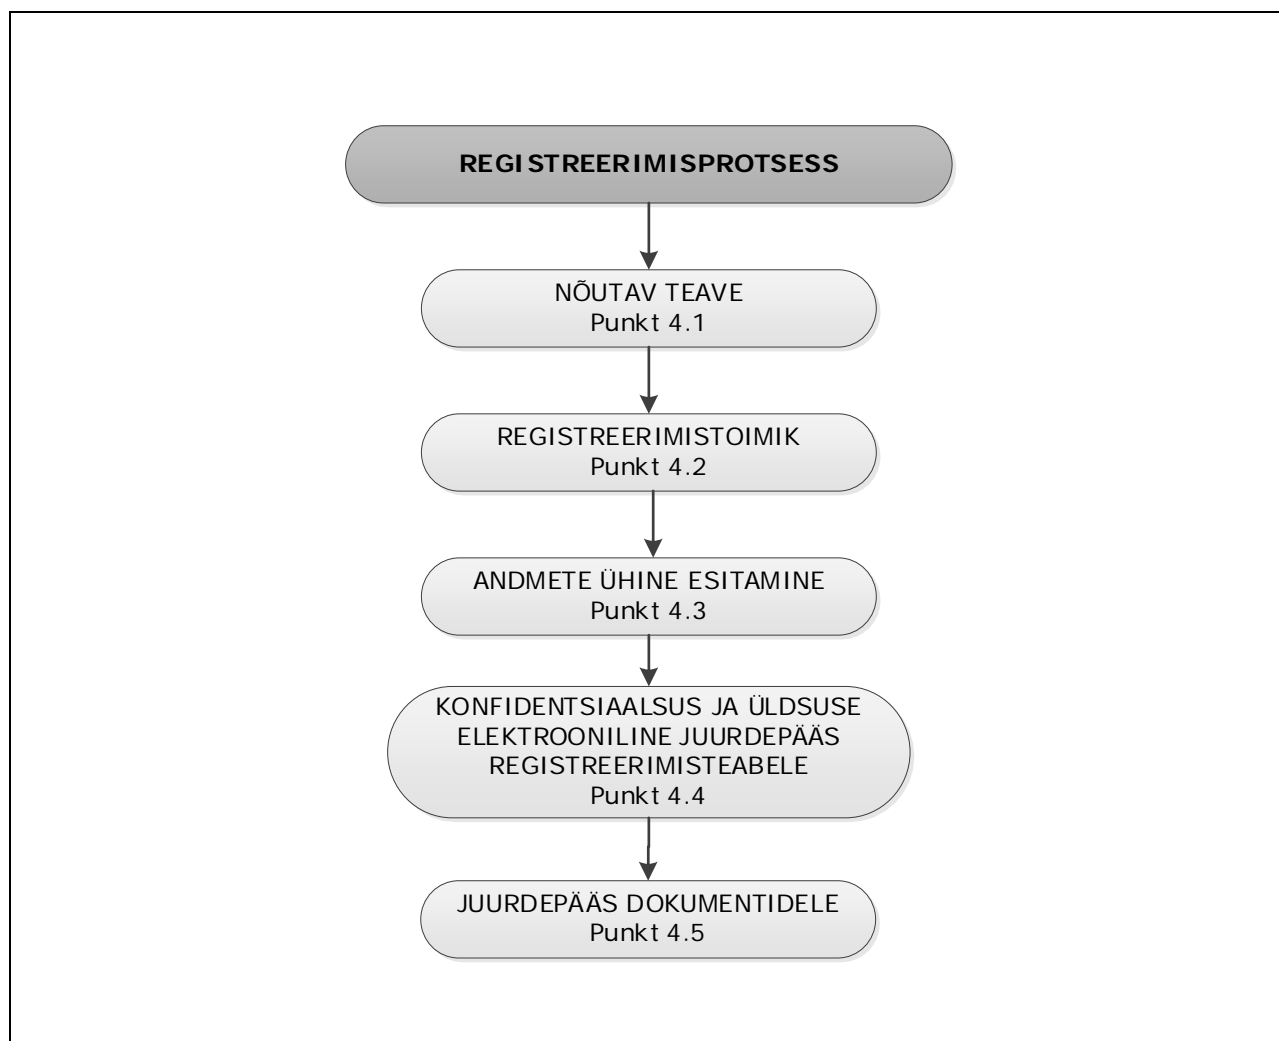 REGISTREERIMISPROTSESS
NÕUTAV TEAVE
Punkt 4.1
REGISTREERIMISTOIMIK
Punkt 4.2
ANDMETE ÜHINE ESITAMINE
Punkt 4.3
KONFIDENTSIAALSUS JA ÜLDSUSE
ELEKTROONILINE JUURDEPÄÄS
REGISTREERIMISTEABELE
Punkt 4.4
JUURDEPÄÄS DOKUMENTIDELE
Punkt 4.5